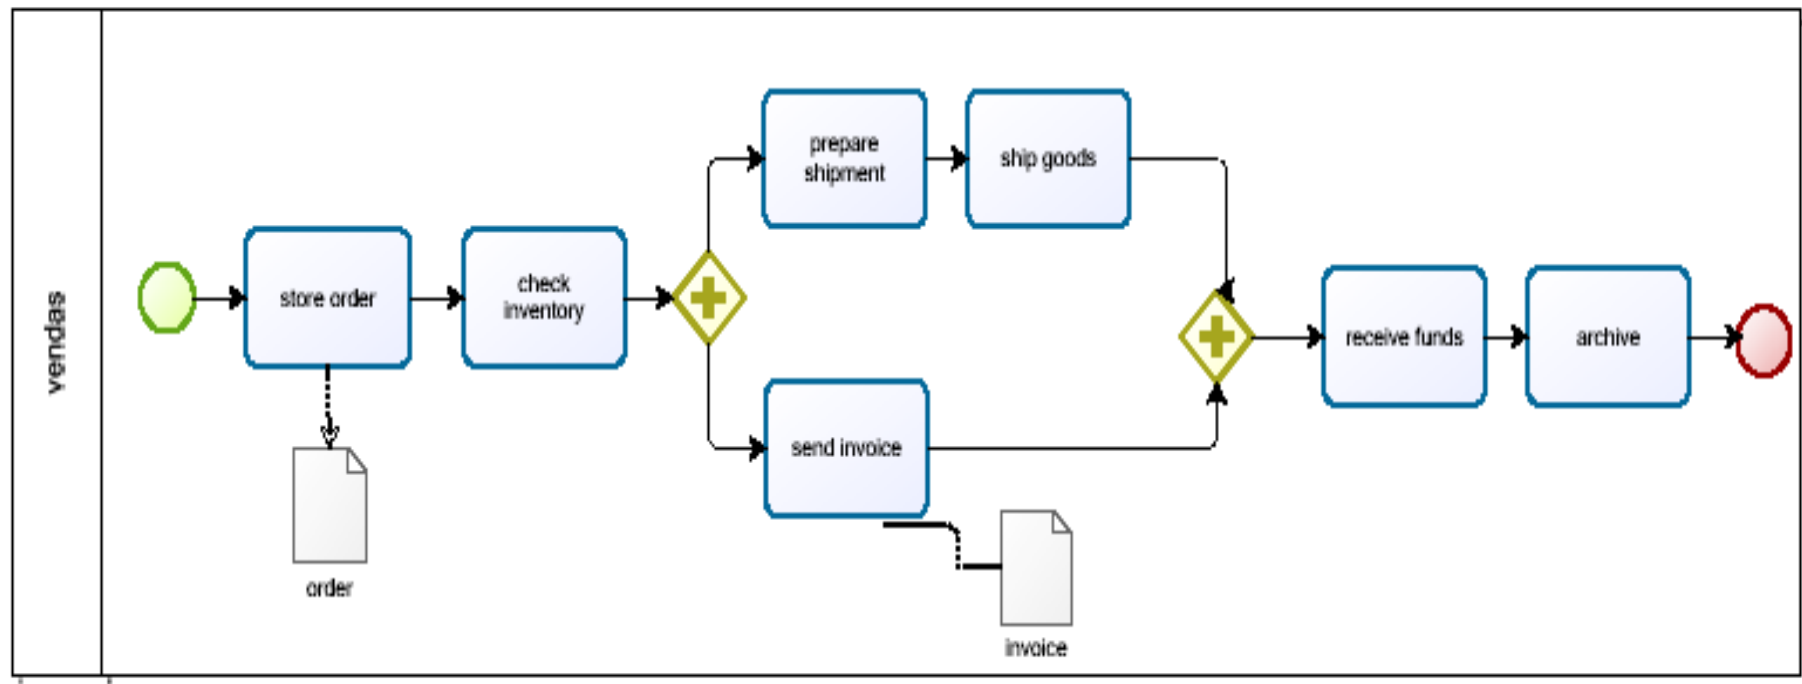 vendas
store order
check
inventory
prepare
shipment
ship goods
send invoice
receive funds
archive
order
invoice